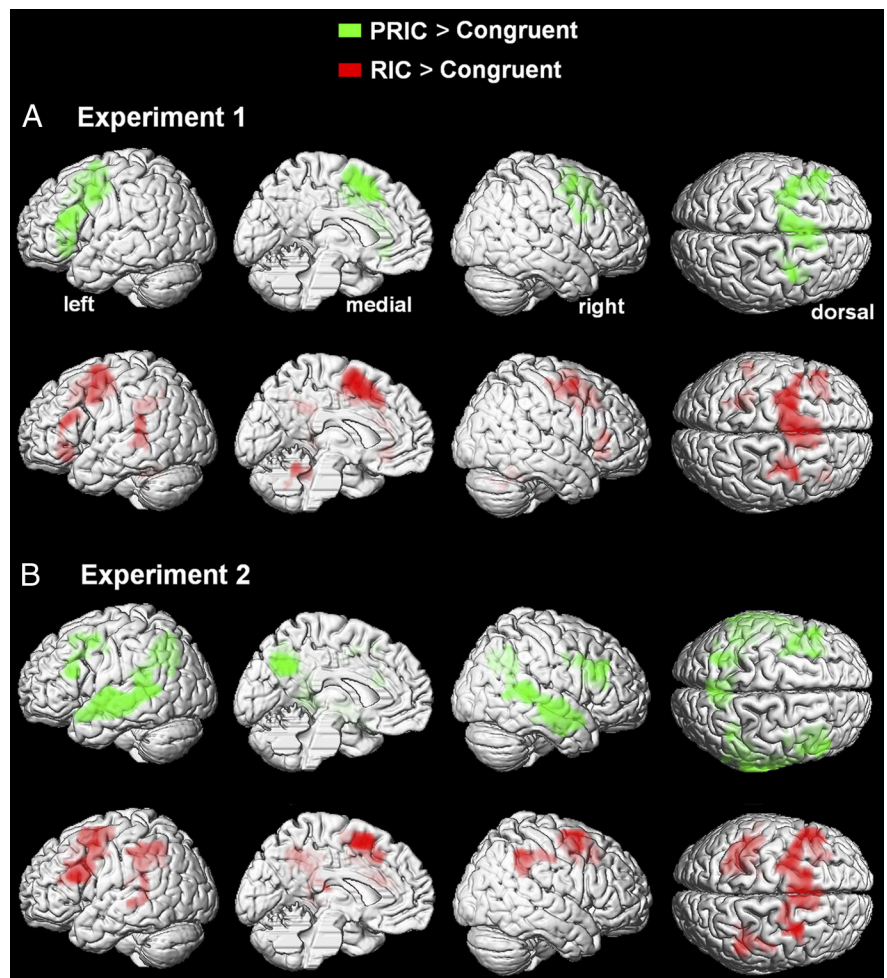 PRIC > Congruent
RIC > Congruent
A Experiment 1
left medial right dorsal
B Experiment 2